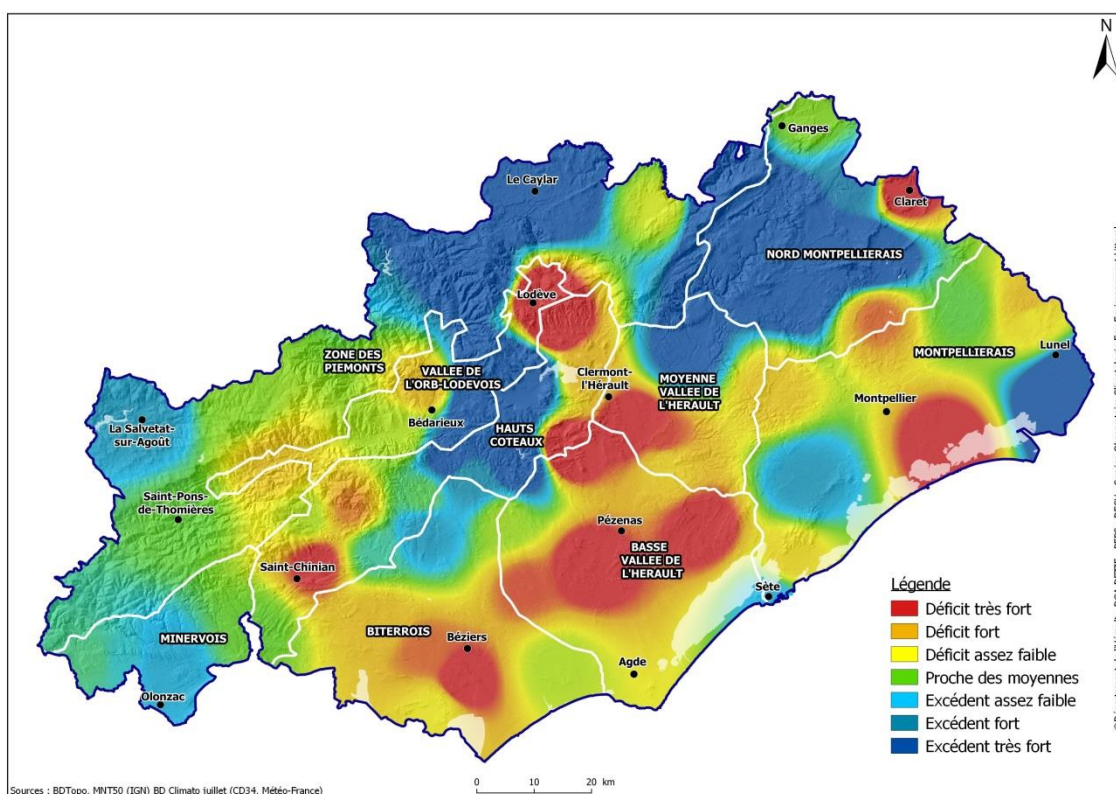 N
Ganges
Le Caylar
Claret
NORD MONTPELLIERAIS
Lodève
Lunel
ZONE DES
PIEMONTS
VALLEE DE
L'ORB-LODEVOIS
MONTPELLIERAIS
Clermont-
l'Hérault
MOYENNE
VALLEE DE
L'HERAULT
Montpellier
La Salvetat-
sur-Agoût
Bédarieux
HAUTS
COTEAUX
Saint-Pons-
de-Thomières
Pézenas
BASSE
VALLEE DE
L'HERAULT
Saint-Chinian
Sète
Légende
Déficit très fort
Déficit fort
Déficit assez faible
Proche des moyennes
Excédent assez faible
Excédent fort
Excédent très fort
MINERVOIS
BITERROIS
Béziers
Agde
Olonzac
0 10 20 km
Sources : BDTopo, MNT50 (IGN) BD Climato juillet (CD34, Météo-France)